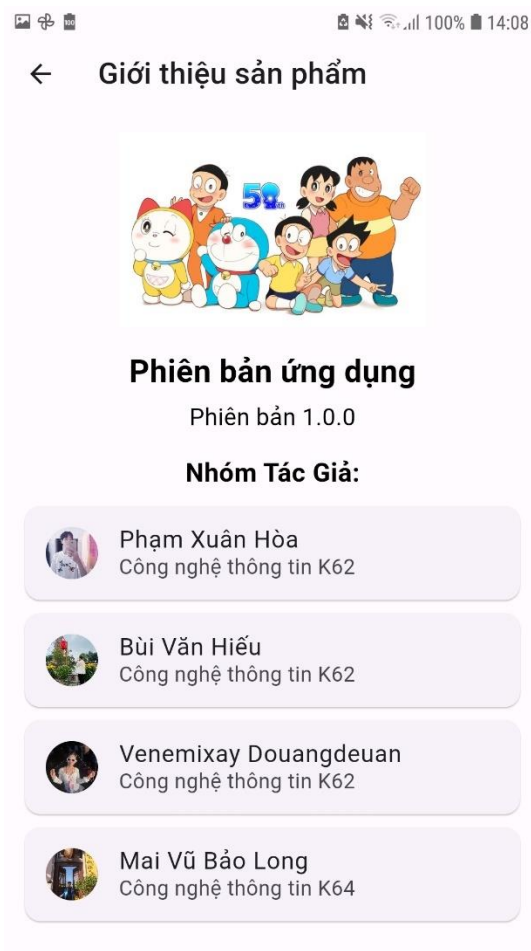 100% 14:08
Giới thiệu sản phẩm
50th
Phiên bản ứng dụng
Phiên bản 1.0.0
Nhóm Tác Giả:
Phạm Xuân Hòa
Công nghệ thông tin K62
Bùi Văn Hiếu
Công nghệ thông tin K62
Venemixay Douangdeuan
Công nghệ thông tin K62
Mai Vũ Bảo Long
Công nghệ thông tin K64